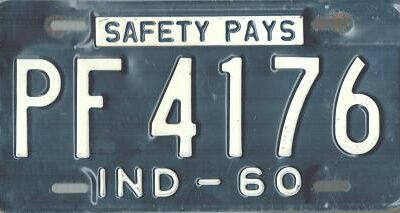 SAFETY PAYS
PF 4176
IND - 60